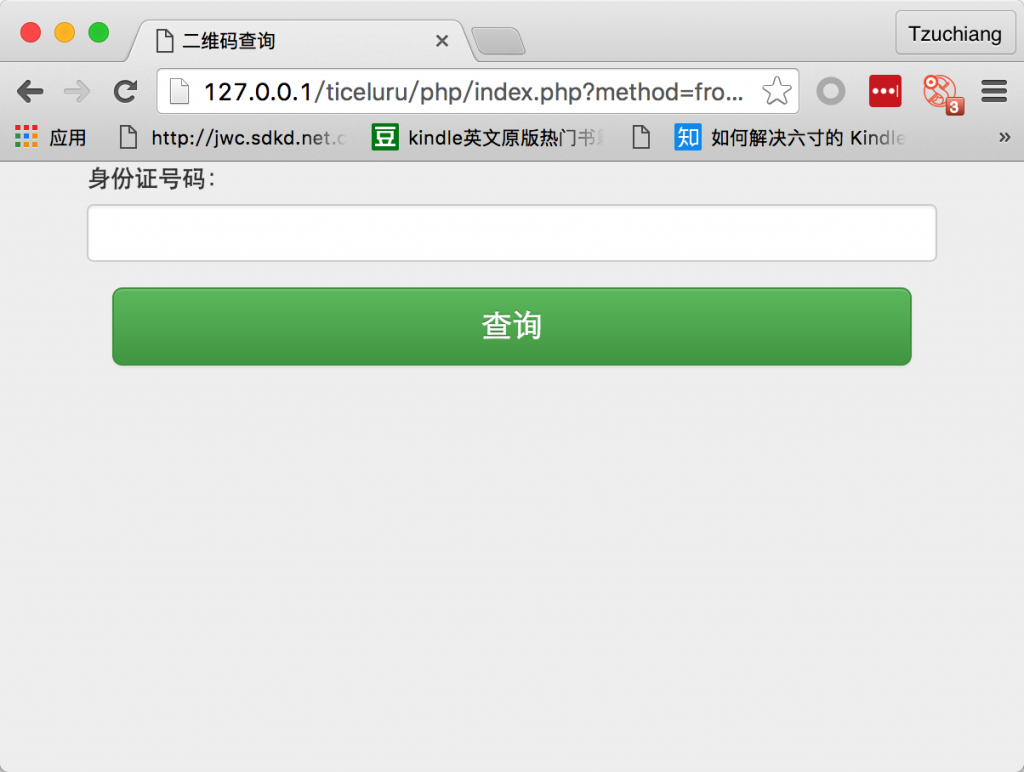 二维码查询
Tzuchiang
127.0.0.1/ticeluru/php/index.php?method=fro...
3
应用 http://jwc.sdkd.net.c 豆 kindle英文原版热门书 知 如何解决六寸的 Kindle »
身份证号码：
查询